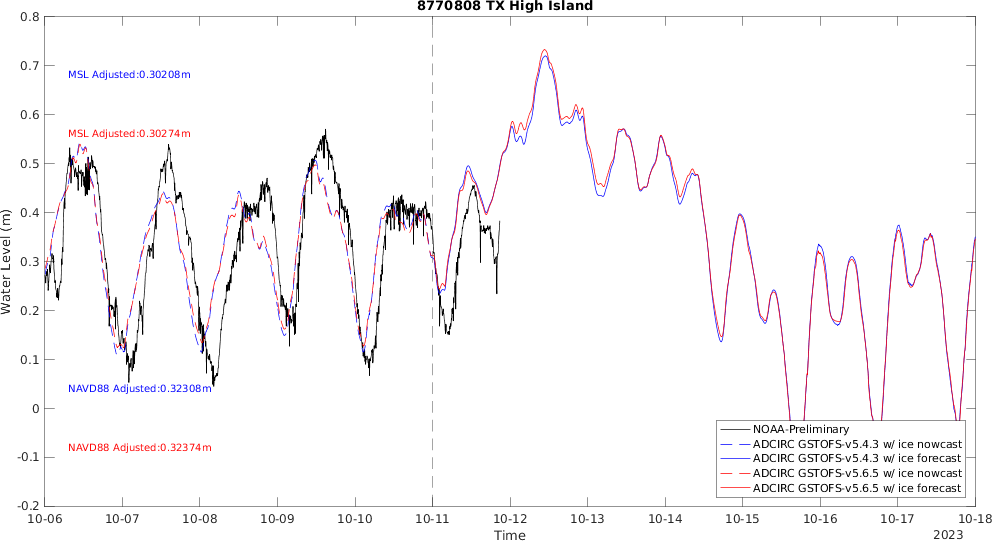 8770808 TX High Island
0.8
0.7
0.6
0.5
0.4
0.3
0.2
0.1
0
-0.1
-0.2
Water Level (m)
MSL Adjusted:0.30208m
MSL Adjusted:0.30274m
NAVD88 Adjusted:0.32308m
NAVD88 Adjusted:0.32374m
NOAA-Preliminary
ADCIRC GSTOFS-v5.4.3 w/ ice nowcast
ADCIRC GSTOFS-v5.4.3 w/ ice forecast
ADCIRC GSTOFS-v5.6.5 w/ ice nowcast
ADCIRC GSTOFS-v5.6.5 w/ ice forecast
10-06 10-07 10-08 10-09 10-10 10-11 10-12 10-13 10-14 10-15 10-16 10-17 10-18
Time
2023